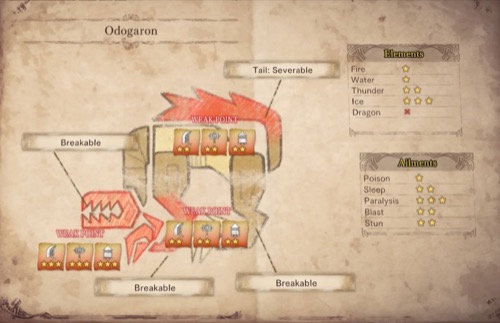 Odogaron
Elements
Fire
Water
Thunder
Ice
Dragon
Tail: Severable
WEAK POINT
Breakable
Ailments
Poison
Sleep
Paralysis
Blast
Stun
WEAK POINT
WEAK POINT
Breakable
Breakable